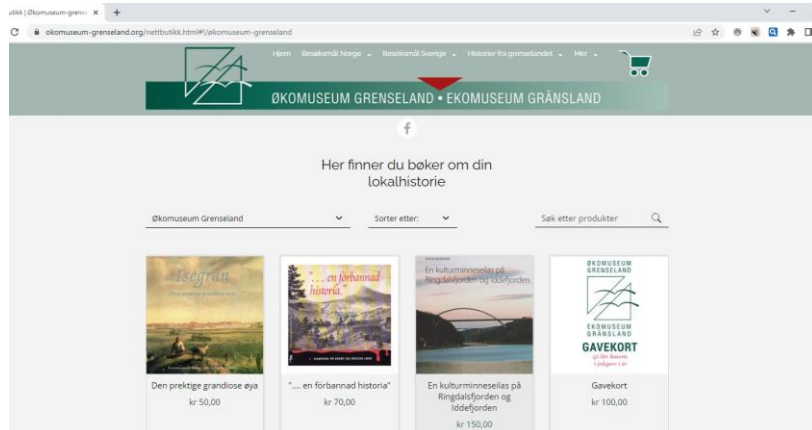 okomuseum-grenseland.org/nettbutikk.html#!/økomuseum-grenseland
Hjem Besøksmål Norge Besöksmål Sverige Historier fra grenselandet Mer
ØKOMUSEUM GRENSELAND • EKOMUSEUM GRÄNSLAND
f
Her finner du bøker om din
lokalhistorie
Økomuseum Grenseland
Sorter etter:
Søk etter produkter
Isegran
"... en förbannad
historia."
En kulturminneseilas på
Ringdalsfjorden og Iddefjorden
ØKOMUSEUM
GRENSELAND
EKOMUSEUM
GRÄNSLAND
GAVEKORT
Den prektige grandiose øya
kr 50,00
".... en förbannad historia"
kr 70,00
En kulturminneseilas på
Ringdalsfjorden og
Iddefjorden
kr 150,00
Gavekort
kr 100,00